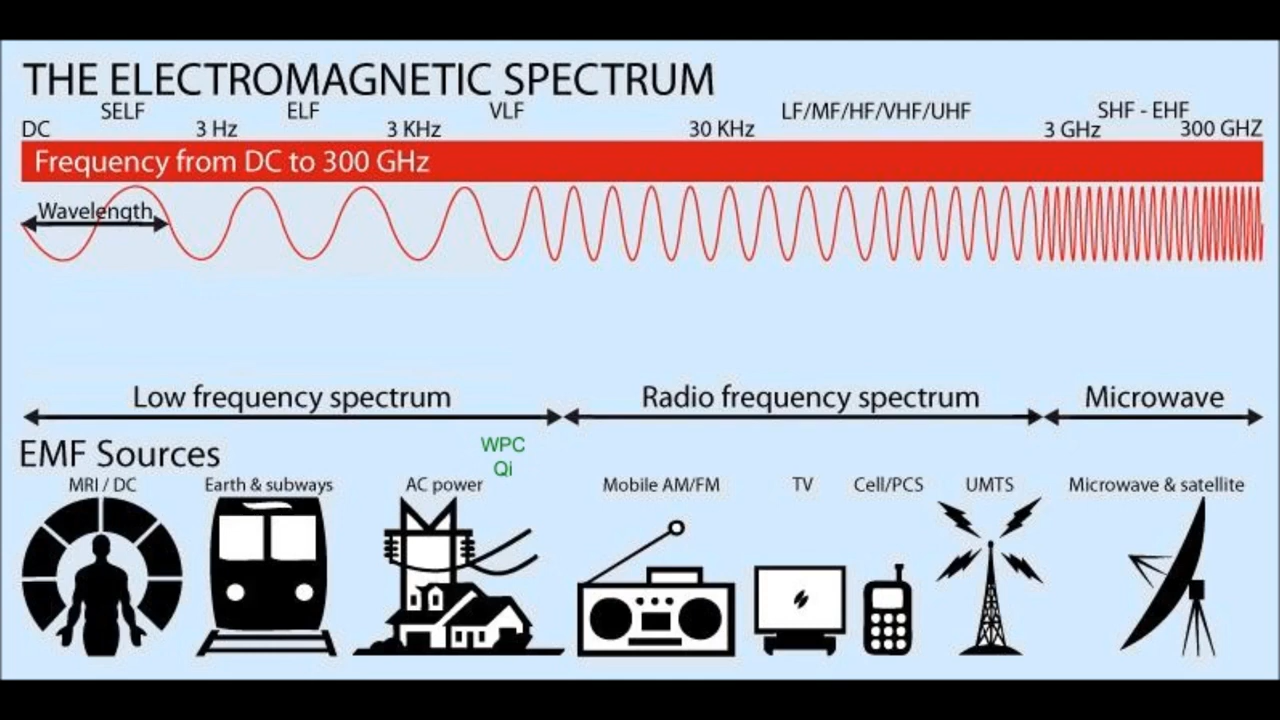 THE ELECTROMAGNETIC SPECTRUM
SELF ELF VLF LF/MF/HF/VHF/UHF SHF - EHF
DC 3 Hz 3 KHz 30 KHz 3 GHz 300 GHZ
Frequency from DC to 300 GHz
Wavelength
Low frequency spectrum Radio frequency spectrum Microwave
EMF Sources
WPC
Qi
MRI / DC Earth & subways AC power Mobile AM/FM TV Cell/PCS UMTS Microwave & satellite